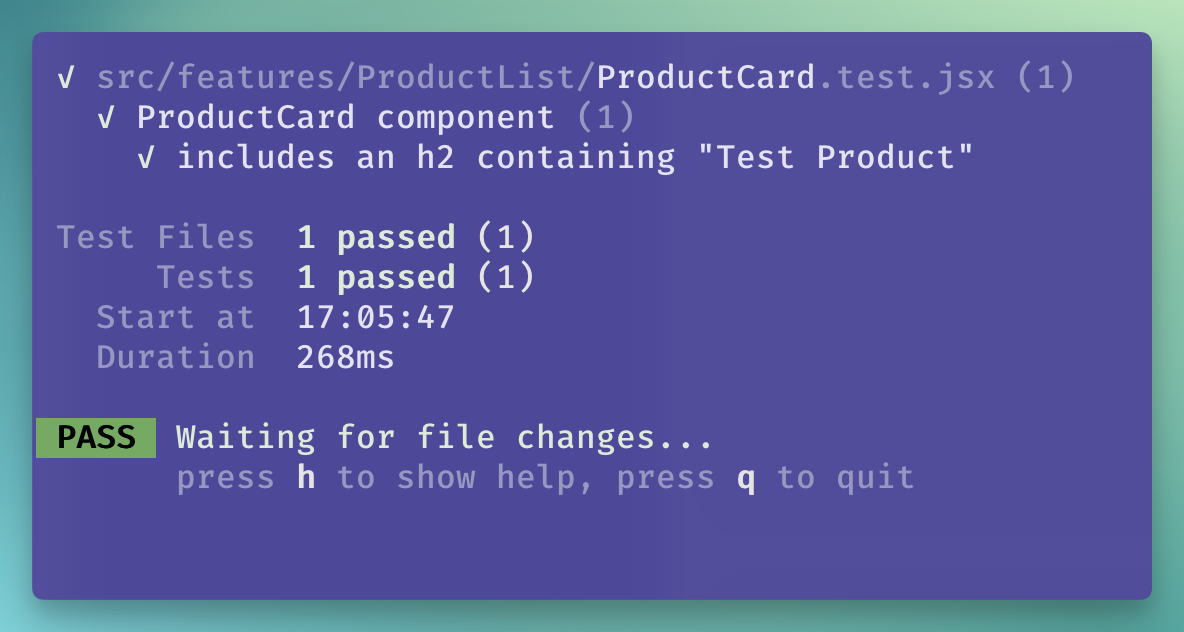 √ src/features/ProductList/ProductCard.test.jsx (1)
√ ProductCard component (1)
√ includes an h2 containing "Test Product"
Test Files 1 passed (1)
Tests 1 passed (1)
Start at 17:05:47
Duration 268ms
PASS Waiting for file changes...
press h to show help, press q to quit